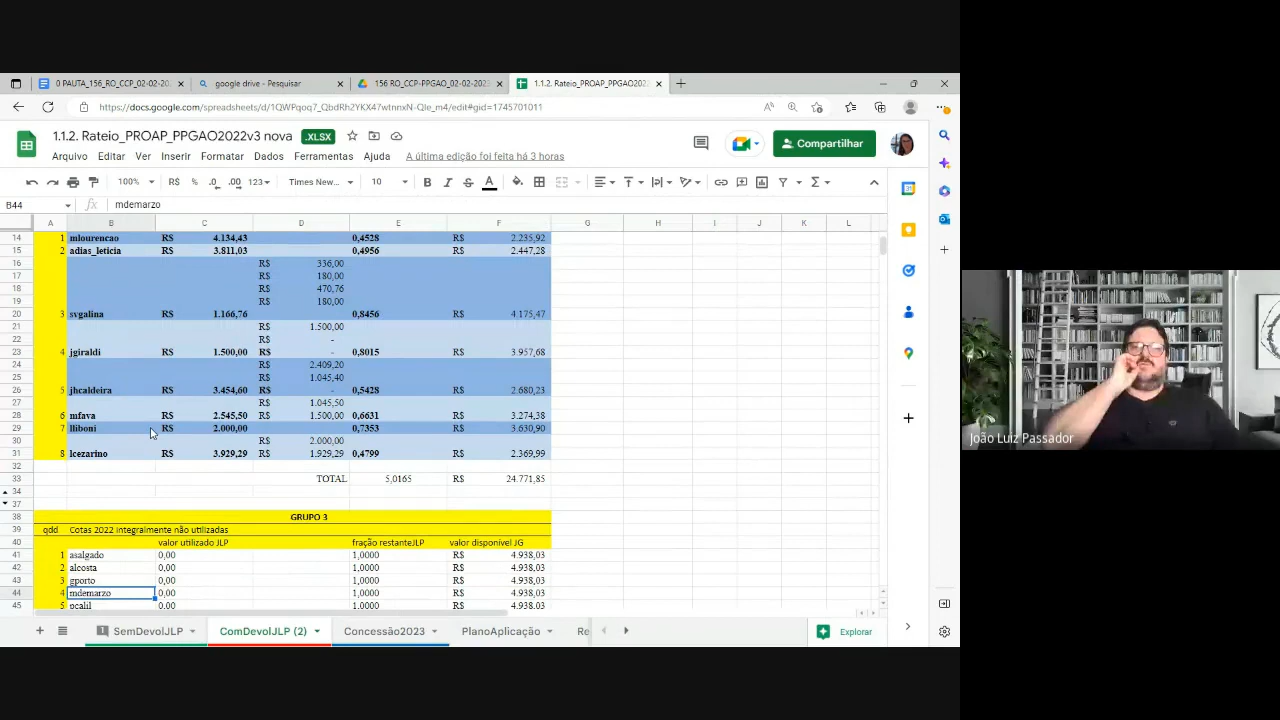 0 PAUTA_156_RO_CCP_02-02-20
google drive - Pesquisar
156 RO_CCP-PPGAO_02-02-2023
1.1.2. Rateio_PROAP_PPGAO2022
https://docs.google.com/spreadsheets/d/1QWPqoq7_QbdRh2YKX47wtnnxN-Qle_m4/edit#gid=1745701011
1.1.2. Rateio_PROAP_PPGAO2022v3 nova .XLSX
Compartilhar
Arquivo Editar Ver Inserir Formatar Dados Ferramentas Ajuda A última edição foi feita há 3 horas
100% R$ % .0 .00 123 Times New... 10 B I S A
B44 fx mdemarzo
A B C D E F G H I J K L
14 1 mlourencao R$ 4.134,43 0,4528 R$ 2.235,92
15 2 adias_leticia R$ 3.811,03 0,4956 R$ 2.447,28
16 R$ 336,00
17 R$ 180,00
18 R$ 470,76
19 R$ 180,00
20 3 svgalina R$ 1.166,76 0,8456 R$ 4.175,47
21 R$ 1.500,00
22 R$ -
23 4 jgiraldi R$ 1.500,00 R$ - 0,8015 R$ 3.957,68
24 R$ 2.409,20
25 R$ 1.045,40
26 5 jhcaldeira R$ 3.454,60 R$ - 0,5428 R$ 2.680,23
27 R$ 1.045,50
28 6 mfava R$ 2.545,50 R$ 1.500,00 0,6631 R$ 3.274,38
29 7 lliboni R$ 2.000,00 0,7353 R$ 3.630,90
30 R$ 2.000,00
31 8 lcezarino R$ 3.929,29 R$ 1.929,29 0,4799 R$ 2.369,99
32
33 TOTAL 5,0165 R$ 24.771,85
34
37
38 GRUPO 3
39 qdd Cotas 2022 integralmente não utilizadas
40 valor utilizado JLP fração restanteJLP valor disponível JG
41 1 asalgado 0,00 1,0000 R$ 4.938,03
42 2 alcosta 0,00 1,0000 R$ 4.938,03
43 3 gporto 0,00 1,0000 R$ 4.938,03
44 4 mdemarzo 0,00 1,0000 R$ 4.938,03
45 5 pcalil 0,00 1,0000 R$ 4.938,03
SemDevolJLP ComDevolJLP (2) Concessão2023 PlanoAplicação Re
Explorar
João Luiz Passador